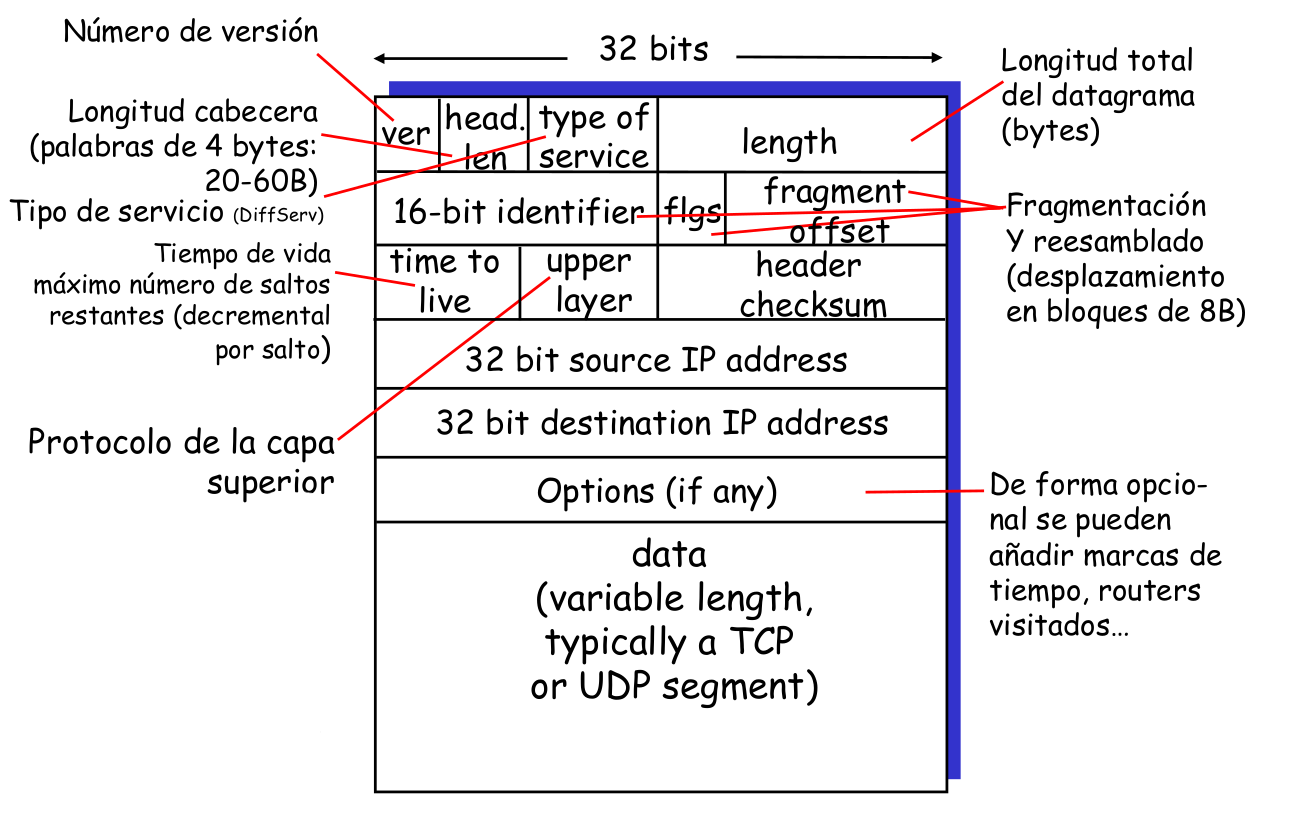 Número de versión
32 bits
Longitud total
del datagrama
(bytes)
Longitud cabecera
(palabras de 4 bytes:
20-60B)
Tipo de servicio (DiffServ)
Tiempo de vida
máximo número de saltos
restantes (decremental
por salto)
Protocolo de la capa
superior
ver
head.
len
type of
service
length
16-bit identifier
flgs
fragment
offset
time to
live
upper
layer
header
checksum
32 bit source IP address
32 bit destination IP address
Options (if any)
data
(variable length,
typically a TCP
or UDP segment)
Fragmentación
Y reesamblado
(desplazamiento
en bloques de 8B)
De forma opcio-
nal se pueden
añadir marcas de
tiempo, routers
visitados…